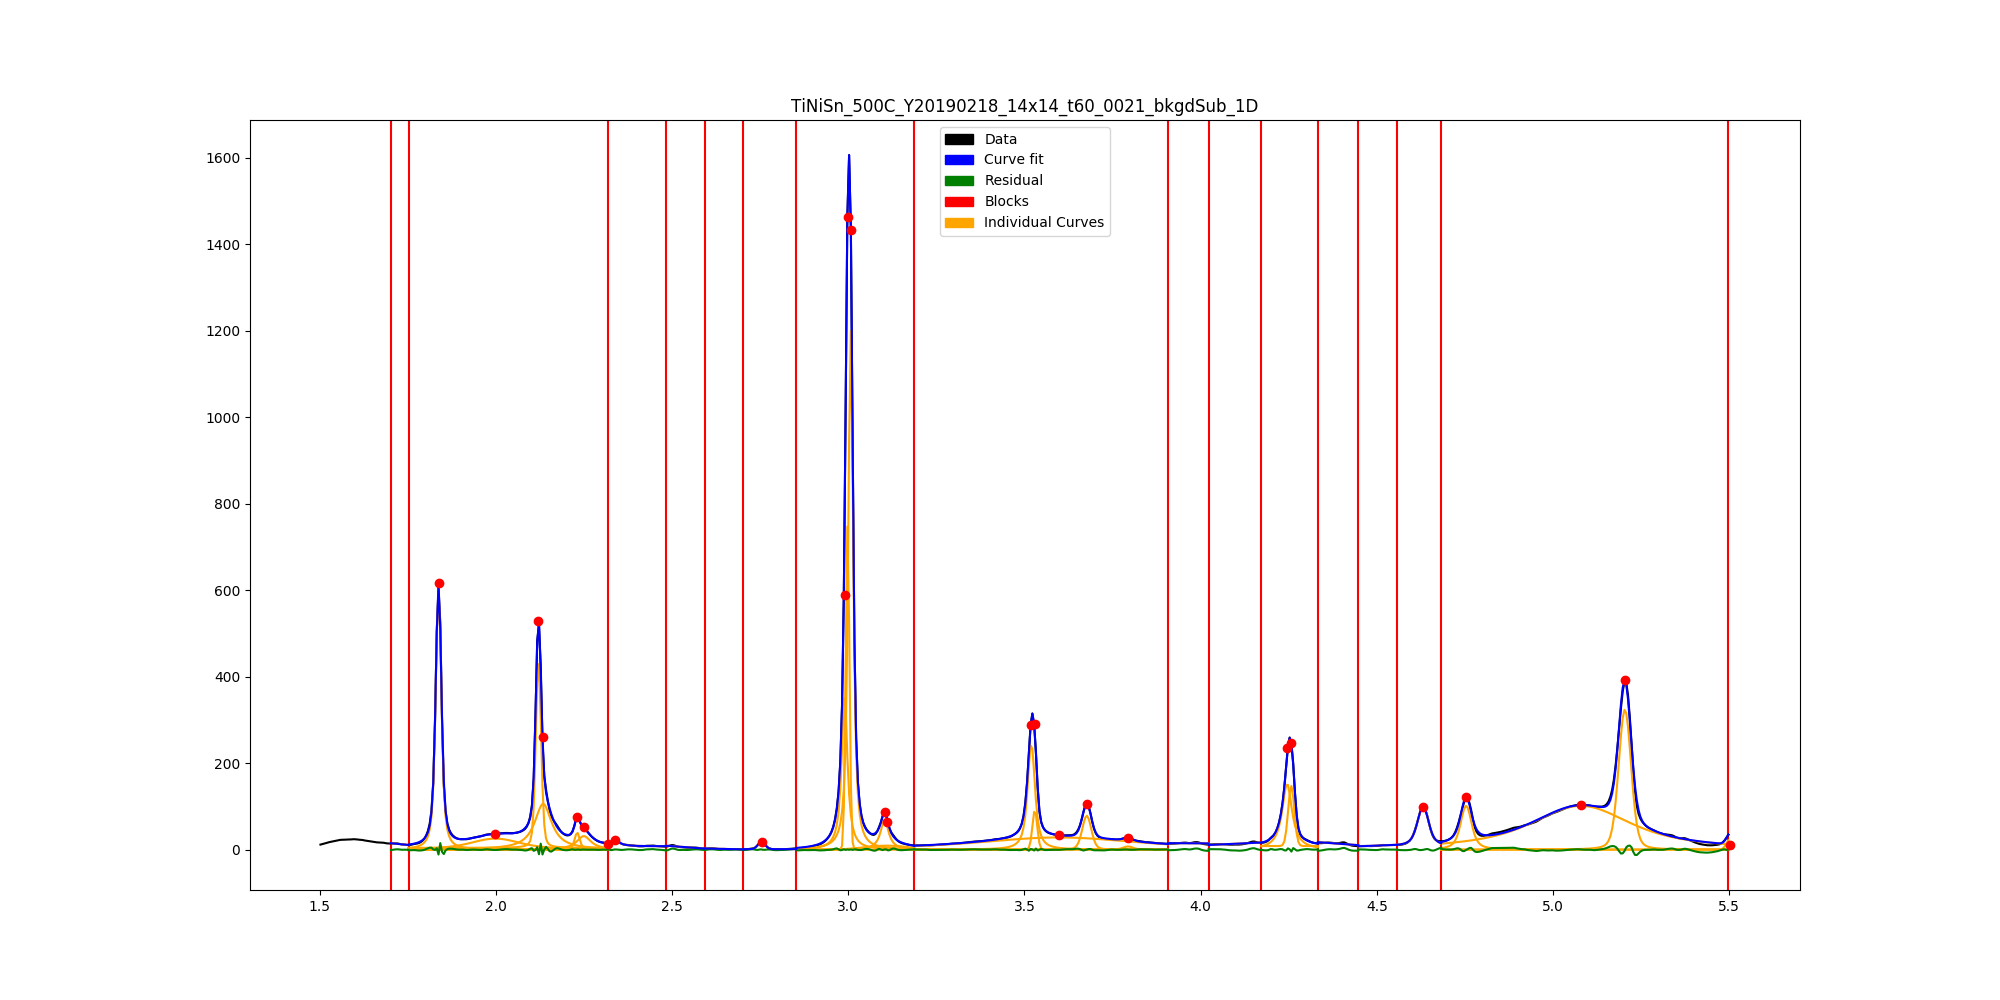 TiNiSn_500C_Y20190218_14x14_t60_0021_bkgdSub_1D
Data
Curve fit
Residual
Blocks
Individual Curves
1600
1400
1200
1000
800
600
400
200
0
1.5 2.0 2.5 3.0 3.5 4.0 4.5 5.0 5.5